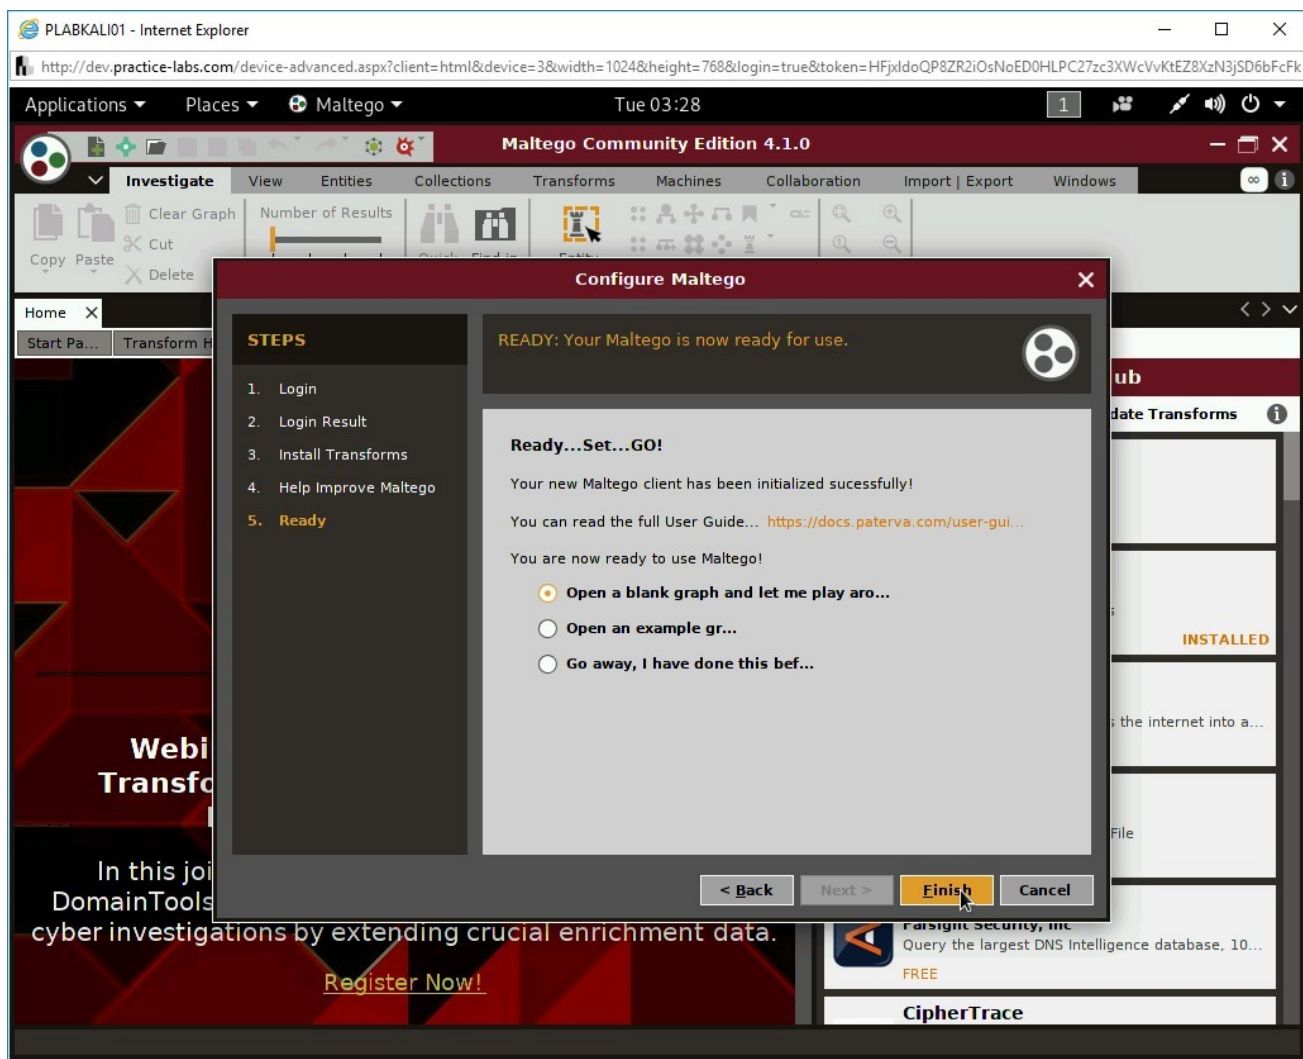 PLABKALI01 - Internet Explorer
http://dev.practice-labs.com/device-advanced.aspx?client=html&device=3&width=1024&height=768&login=true&token=HFjxIdoQP8ZR2iOsNoED0HLPC27zc3XWcVvKtEZ8XzN3jSD6bFcFk
Applications Places Maltego Tue 03:28 1
Maltego Community Edition 4.1.0
Investigate View Entities Collections Transforms Machines Collaboration Import | Export Windows
Clear Graph Number of Results
Cut
Copy Paste
Delete
Configure Maltego
Home
Start Pa... Transform H
STEPS
READY: Your Maltego is now ready for use.
1. Login
2. Login Result
3. Install Transforms
4. Help Improve Maltego
5. Ready
Ready...Set...GO!
Your new Maltego client has been initialized sucessfully!
You can read the full User Guide... https://docs.paterva.com/user-gui...
You are now ready to use Maltego!
Open a blank graph and let me play aro...
Open an example gr...
Go away, I have done this bef...
< Back Next > Finish Cancel
ub
date Transforms
INSTALLED
the internet into a...
File
Farsight Security, Inc
Query the largest DNS Intelligence database, 10...
FREE
CipherTrace
Webi
Transfo
In this joi
DomainTools
cyber investigations by extending crucial enrichment data.
Register Now!